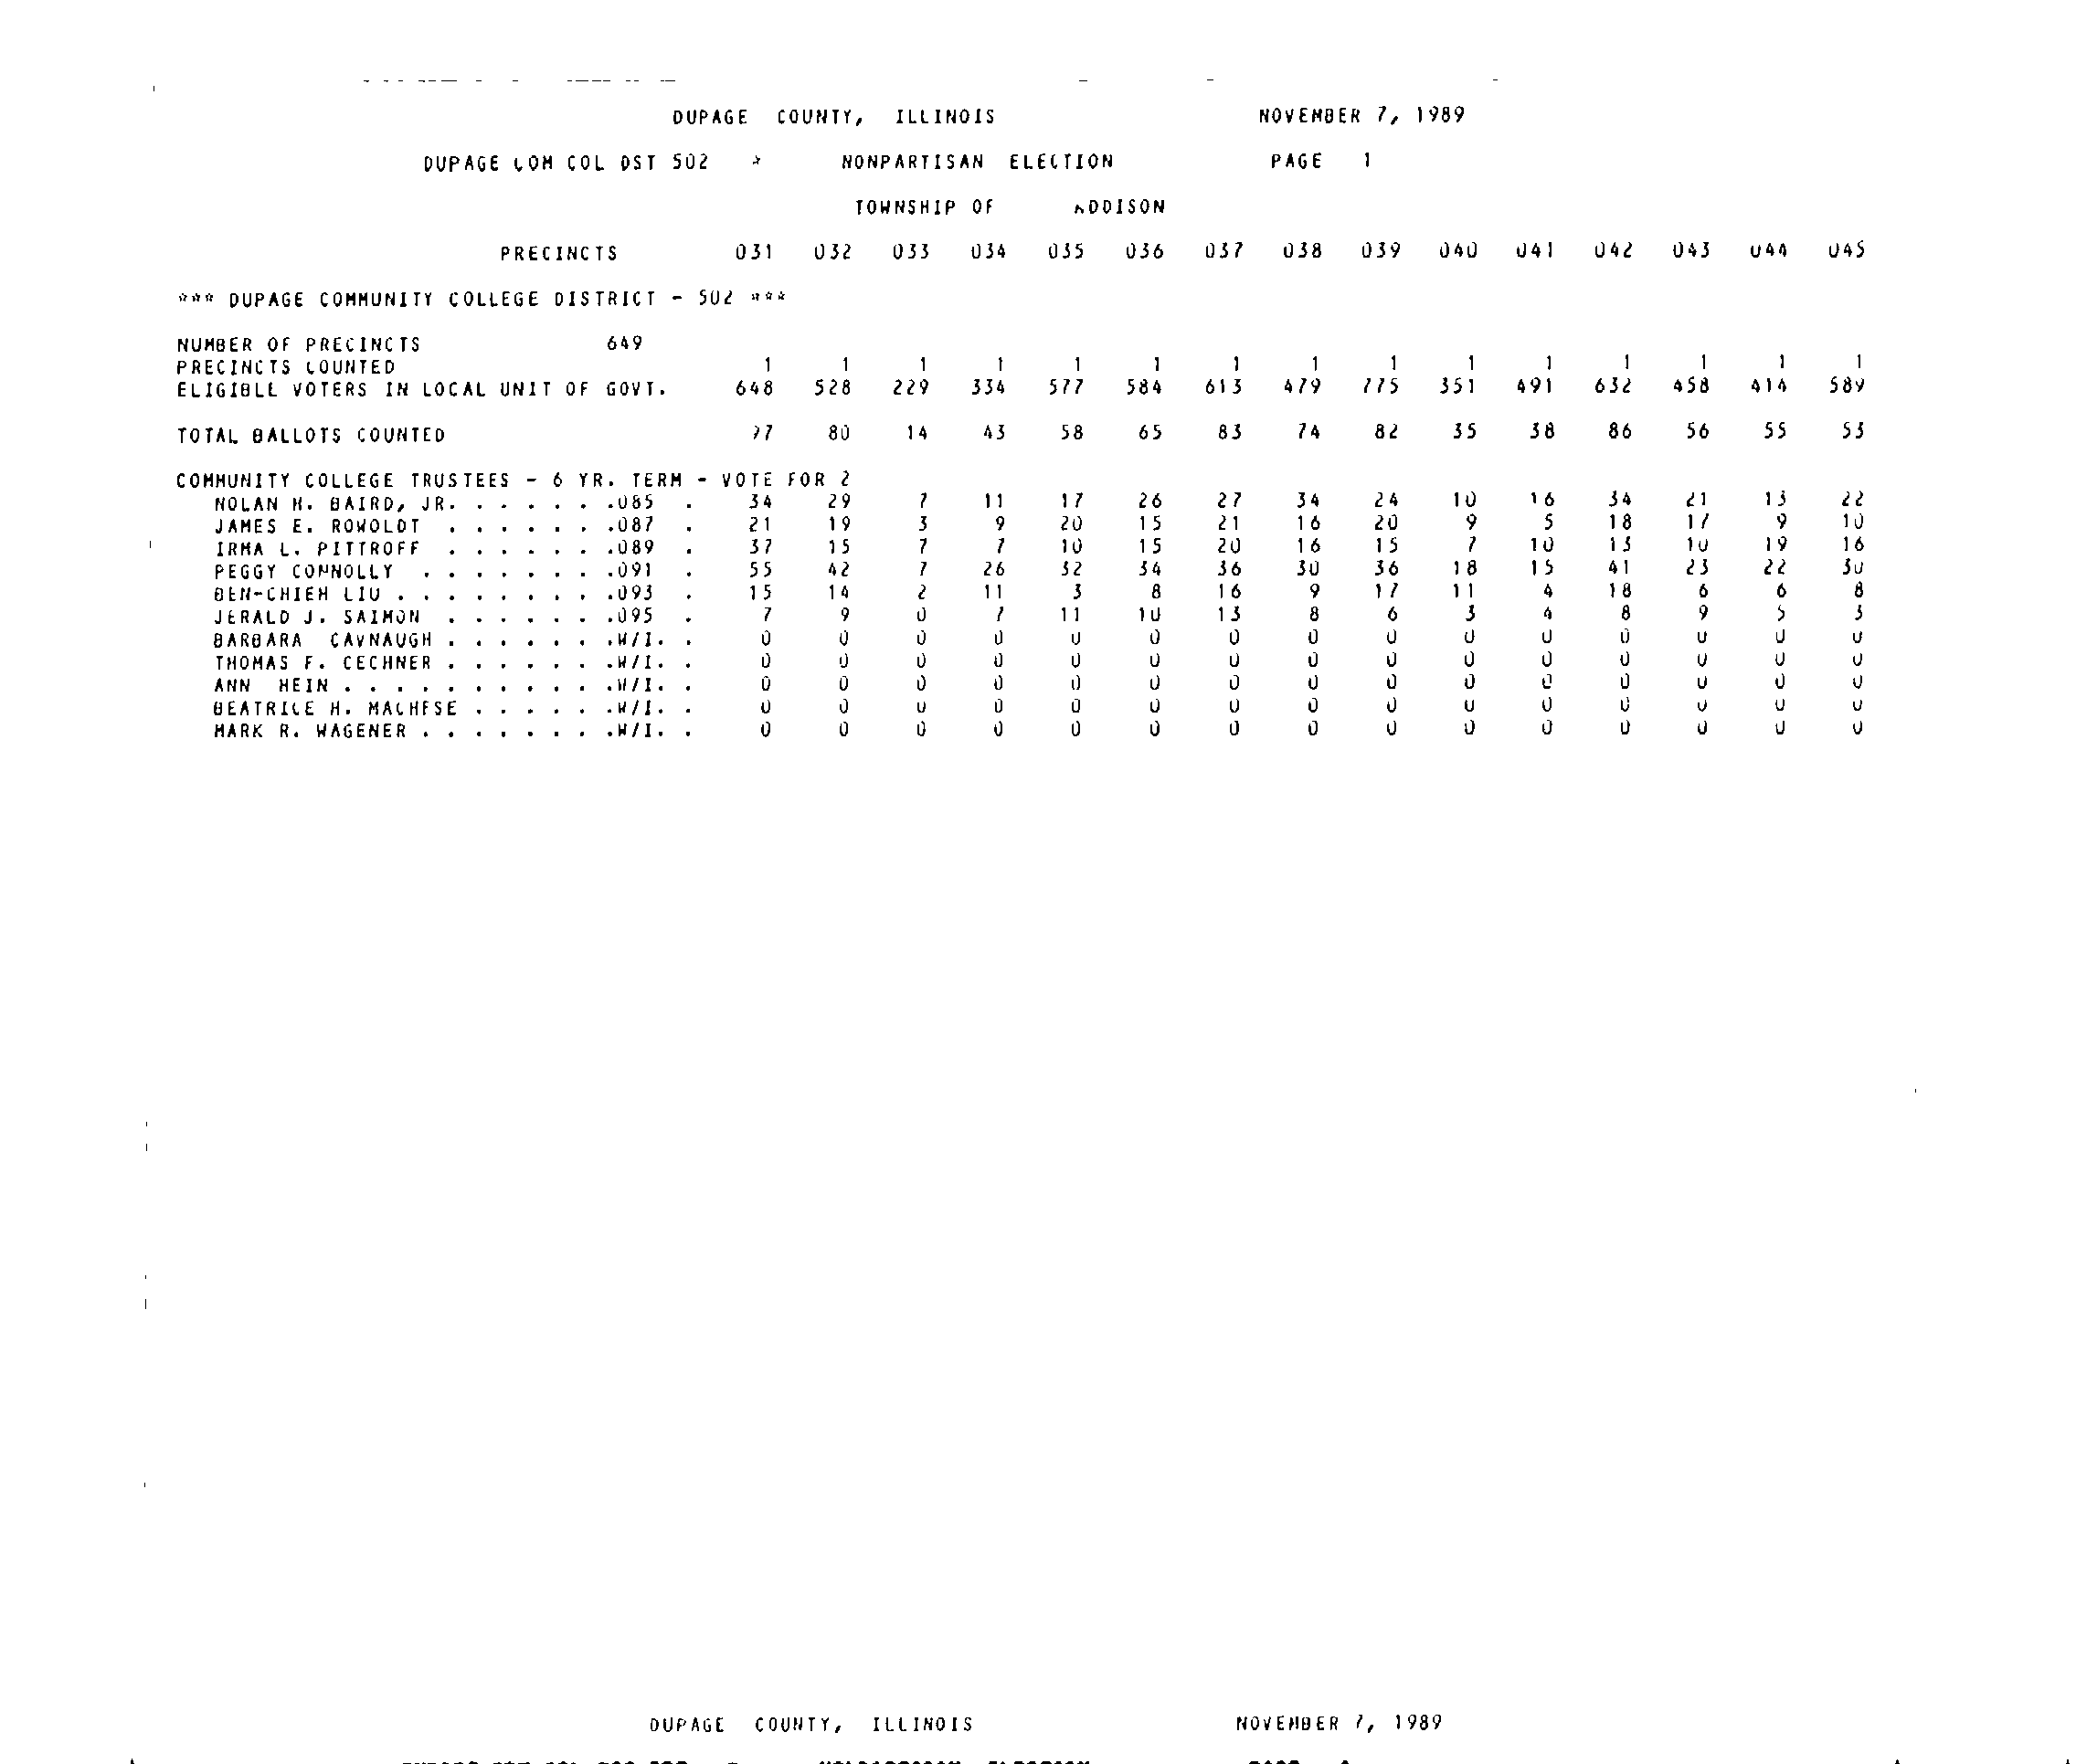 DUPAGE COUNTY, ILLINOIS NOVEMBER 7, 1989
DUPAGE COM COL DST 502 * NONPARTISAN ELECTION PAGE 1
TOWNSHIP OF ADDISON
PRECINCTS 031 032 033 034 035 036 037 038 039 040 041 042 043 044 045
*** DUPAGE COMMUNITY COLLEGE DISTRICT - 502 ***
NUMBER OF PRECINCTS 649
PRECINCTS COUNTED 1 1 1 1 1 1 1 1 1 1 1 1 1 1 1
ELIGIBLE VOTERS IN LOCAL UNIT OF GOVT. 648 528 229 334 577 584 613 479 775 351 491 632 458 414 589
TOTAL BALLOTS COUNTED 80 14 43 58 65 83 74 82 35 38 86 56 55 53
COMMUNITY COLLEGE TRUSTEES - 6 YR. TERM - VOTE FOR 2
NOLAN H. BAIRD, JR. . . . . . .085 . 34 29 7 11 17 26 27 34 24 10 16 34 21 13 22
JAMES E. ROWOLDT . . . . . . .087 . 21 19 3 9 20 15 21 16 20 9 5 18 17 9 10
IRMA L. PITTROFF . . . . . . .089 . 37 15 7 7 10 15 20 16 15 7 10 13 10 19 16
PEGGY CONNOLLY . . . . . . . .091 . 55 42 7 26 32 34 36 30 36 18 15 41 23 22 30
BEN-CHIEH LIU . . . . . . . . .093 . 15 14 2 11 3 8 16 9 17 11 4 18 6 6 8
JERALD J. SAIMON . . . . . . .095 . 7 9 0 7 11 10 13 8 6 3 4 8 9 5 3
BARBARA CAVNAUGH . . . . . . .W/I. . 0 0 0 0 0 0 0 0 0 0 0 0 0 0 0
THOMAS F. CECHNER . . . . . . .W/I. . 0 0 0 0 0 0 0 0 0 0 0 0 0 0 0
ANN HEIN . . . . . . . . . . .W/I. . 0 0 0 0 0 0 0 0 0 0 0 0 0 0 0
BEATRICE H. . . . . . .W/I. . 0 0 0 0 0 0 0 0 0 0 0 0 0 0 0
MARK R. WAGENER . . . . . . . .W/I. . 0 0 0 0 0 0 0 0 0 0 0 0 0 0 0
DUPAGE COUNTY, ILLINOIS NOVEMBER 7, 1989